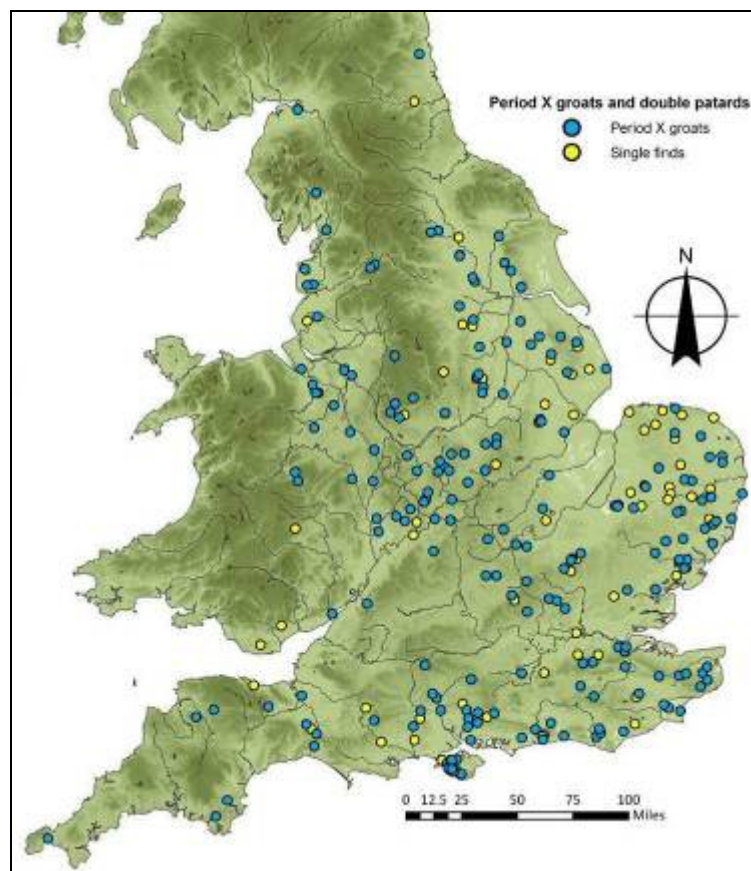 Period X groats and double patards
Period X groats
Single finds
N
0 12.5 25 50 75 100
Miles